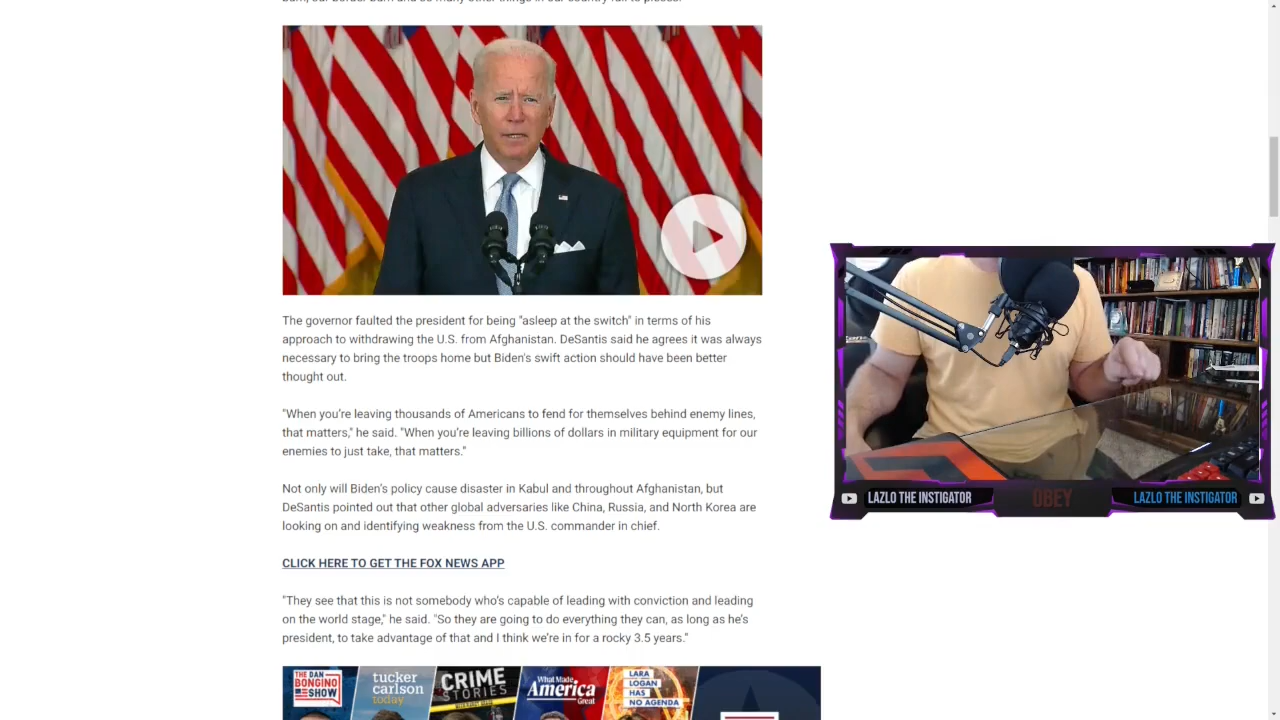 The governor faulted the president for being "asleep at the switch" in terms of his
approach to withdrawing the U.S. from Afghanistan. DeSantis said he agrees it was always
necessary to bring the troops home but Biden's swift action should have been better
thought out.
"When you're leaving thousands of Americans to fend for themselves behind enemy lines,
that matters," he said. "When you're leaving billions of dollars in military equipment for our
enemies to just take, that matters."
Not only will Biden's policy cause disaster in Kabul and throughout Afghanistan, but
DeSantis pointed out that other global adversaries like China, Russia, and North Korea are
looking on and identifying weakness from the U.S. commander in chief.
CLICK HERE TO GET THE FOX NEWS APP
"They see that this is not somebody who's capable of leading with conviction and leading
on the world stage," he said. "So they are going to do everything they can, as long as he's
president, to take advantage of that and I think we're in for a rocky 3.5 years."
THE DAN
BONGINO
SHOW
tucker
carlson
today
CRIME
STORIES
What Made
America
Great
LARA
LOGAN
HAS
NO AGENDA
LAZLO THE INSTIGATOR
OBEY
LAZLO THE INSTIGATOR